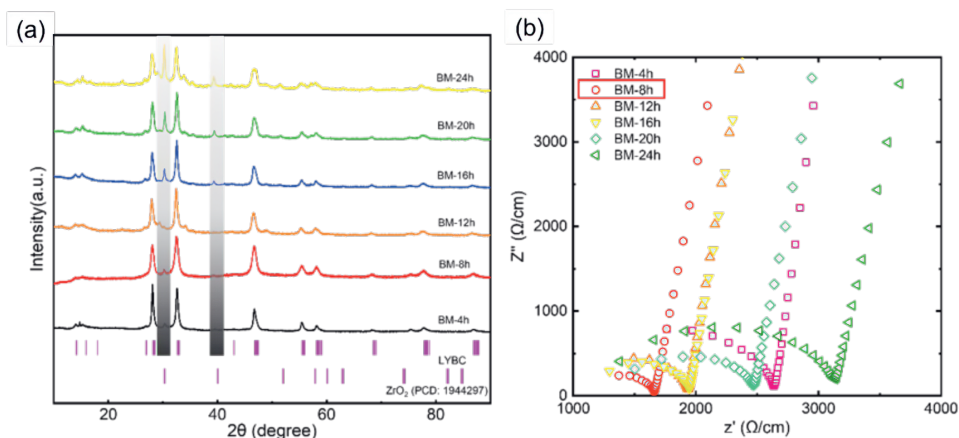 (a)
Intensity(a.u.)
BM-24h
BM-20h
BM-16h
BM-12h
BM-8h
BM-4h
LYBC
ZrO₂ (PCD: 1944297)
10 20 40 60 80
2θ (degree)
(b)
Z'' (Ω/cm)
4000
3000
2000
1000
0
BM-4h
BM-8h
BM-12h
BM-16h
BM-20h
BM-24h
1000 2000 3000 4000
z' (Ω/cm)